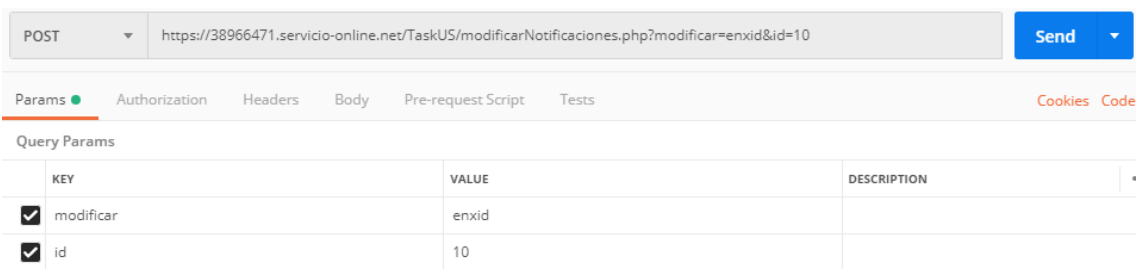 POST https://38966471.servicio-online.net/TaskUS/modificarNotificaciones.php?modificar=enxid&id=10 Send
Params Authorization Headers Body Pre-request Script Tests Cookies Code
Query Params
KEY VALUE DESCRIPTION
modificar enxid
id 10